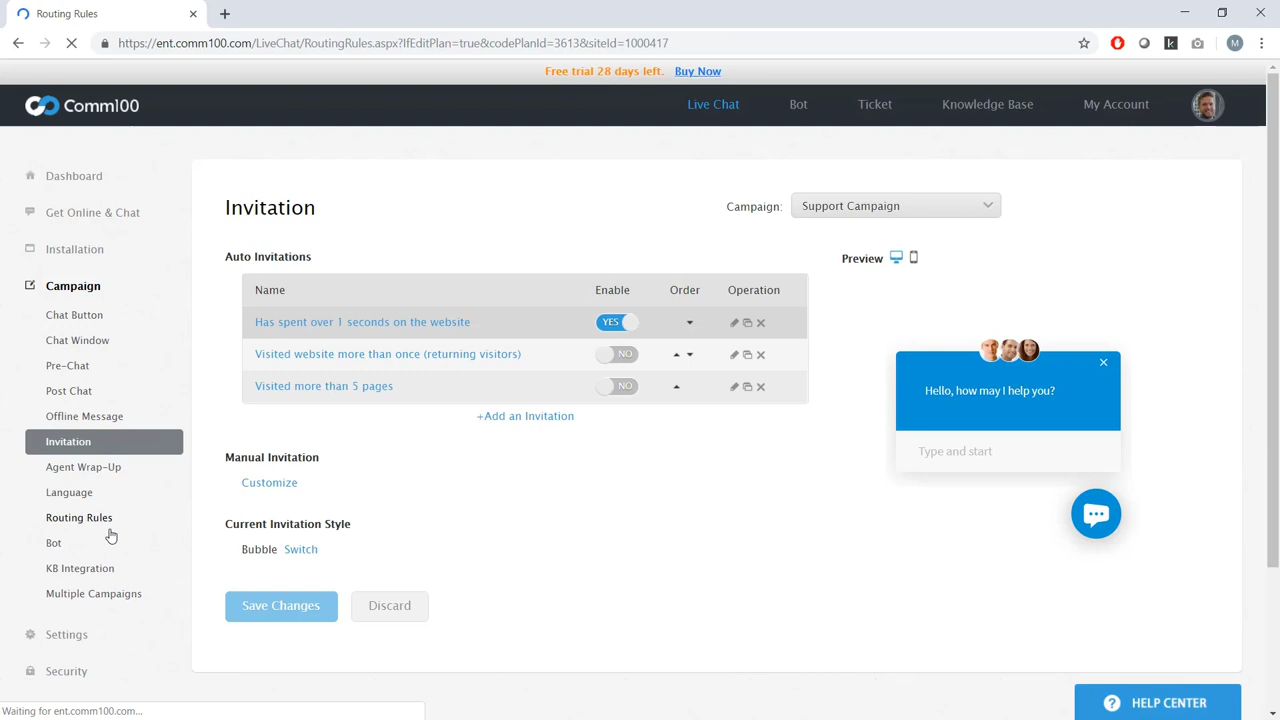 Routing Rules
https://ent.comm100.com/LiveChat/RoutingRules.aspx?IfEditPlan=true&codePlanId=3613&siteId=1000417
M
Free trial 28 days left. Buy Now
Comm100
Live Chat
Bot
Ticket
Knowledge Base
My Account
Dashboard
Get Online & Chat
Installation
Campaign
Chat Button
Chat Window
Pre-Chat
Post Chat
Offline Message
Invitation
Agent Wrap-Up
Language
Routing Rules
Bot
KB Integration
Multiple Campaigns
Settings
Security
Invitation
Campaign: Support Campaign
Auto Invitations
Name Enable Order Operation
Has spent over 1 seconds on the website YES
Visited website more than once (returning visitors) NO
Visited more than 5 pages NO
+Add an Invitation
Manual Invitation
Customize
Current Invitation Style
Bubble Switch
Save Changes Discard
Preview
Hello, how may I help you?
Type and start
? HELP CENTER
Waiting for ent.comm100.com...